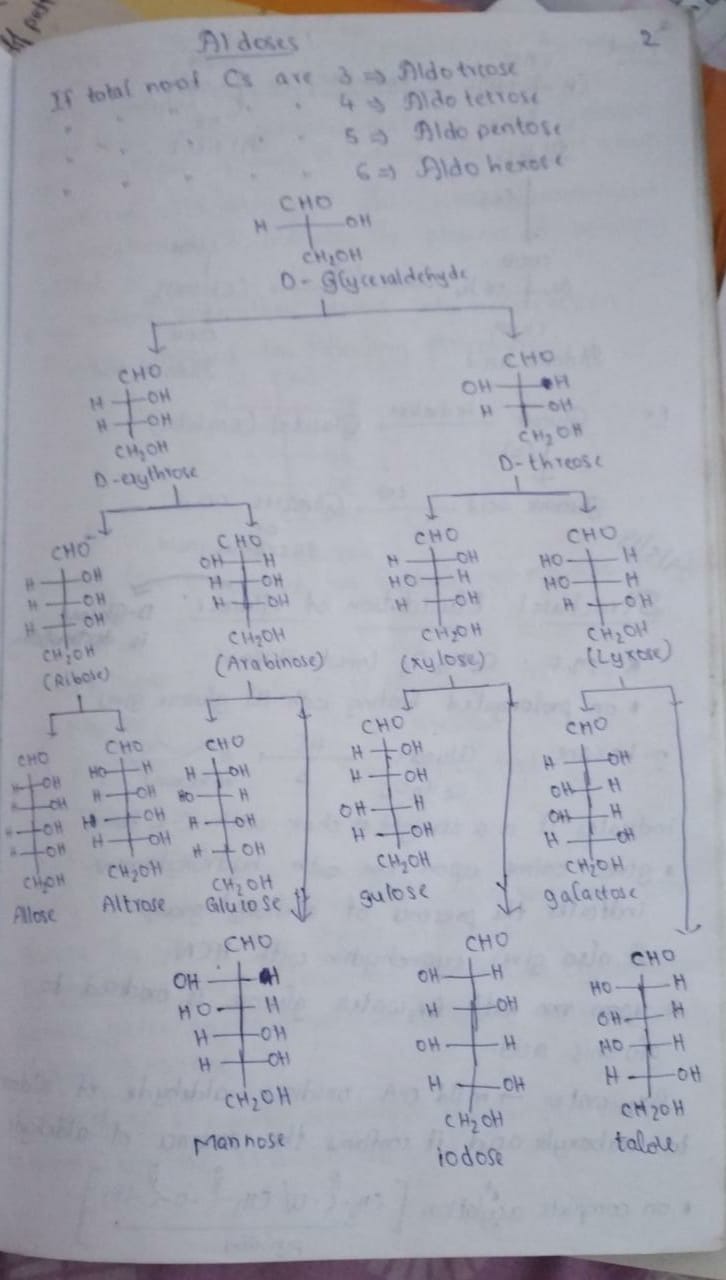 Aldoses
2
If total no of Cs are 3 ⇒ Aldotriose
" " " " 4 ⇒ Aldo tetrose
" " " " 5 ⇒ Aldo pentose
" " " " 6 ⇒ Aldo hexose
CHO
H OH
CH₂OH
D- Glyceraldehyde
CHO
H OH
H OH
CH₂OH
D-erythrose
CHO
OH H
H OH
CH₂OH
D-threose
CHO
H OH
H OH
H OH
CH₂OH
(Ribose)
CHO
OH H
H OH
H OH
CH₂OH
(Arabinose)
CHO
H OH
HO H
H OH
CH₂OH
(xylose)
CHO
HO H
HO H
H OH
CH₂OH
(Lyxose)
CHO
H OH
H OH
H OH
H OH
CH₂OH
Allose
CHO
HO H
H OH
H OH
H OH
CH₂OH
Altrose
CHO
H OH
HO H
H OH
H OH
CH₂OH
Glucose
CHO
H OH
H OH
OH H
H OH
CH₂OH
gulose
CHO
H OH
OH H
OH H
H OH
CH₂OH
galactose
CHO
OH H
HO H
H OH
H OH
CH₂OH
Mannose
CHO
OH H
H OH
OH H
H OH
CH₂OH
iodose
CHO
HO H
OH H
HO H
H OH
CH₂OH
talose